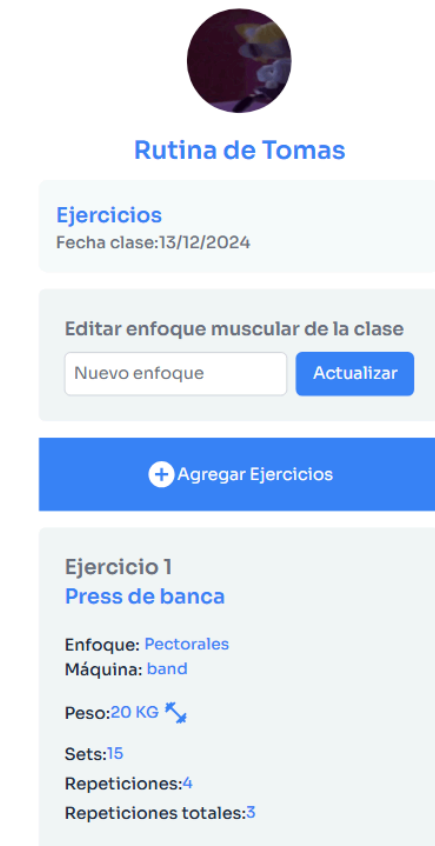 Rutina de Tomas
Ejercicios
Fecha clase:13/12/2024
Editar enfoque muscular de la clase
Nuevo enfoque
Actualizar
Agregar Ejercicios
Ejercicio 1
Press de banca
Enfoque: Pectorales
Máquina: band
Peso:20 KG
Sets:15
Repeticiones:4
Repeticiones totales:3